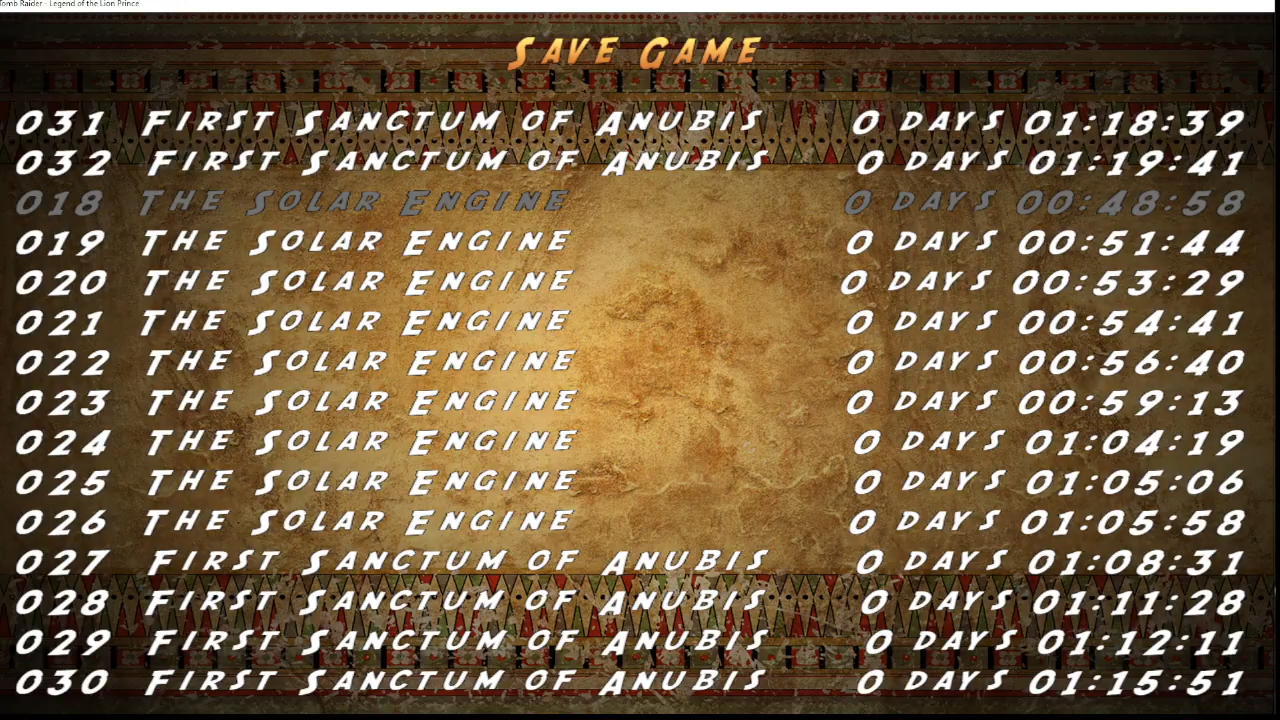 Tomb Raider - Legend of the Lion Prince
SAVE GAME
031 FIRST SANCTUM OF ANUBIS 0 DAYS 01:18:39
032 FIRST SANCTUM OF ANUBIS 0 DAYS 01:19:41
018 THE SOLAR ENGINE 0 DAYS 00:48:58
019 THE SOLAR ENGINE 0 DAYS 00:51:44
020 THE SOLAR ENGINE 0 DAYS 00:53:29
021 THE SOLAR ENGINE 0 DAYS 00:54:41
022 THE SOLAR ENGINE 0 DAYS 00:56:40
023 THE SOLAR ENGINE 0 DAYS 00:59:13
024 THE SOLAR ENGINE 0 DAYS 01:04:19
025 THE SOLAR ENGINE 0 DAYS 01:05:06
026 THE SOLAR ENGINE 0 DAYS 01:05:58
027 FIRST SANCTUM OF ANUBIS 0 DAYS 01:08:31
028 FIRST SANCTUM OF ANUBIS 0 DAYS 01:11:28
029 FIRST SANCTUM OF ANUBIS 0 DAYS 01:12:11
030 FIRST SANCTUM OF ANUBIS 0 DAYS 01:15:51